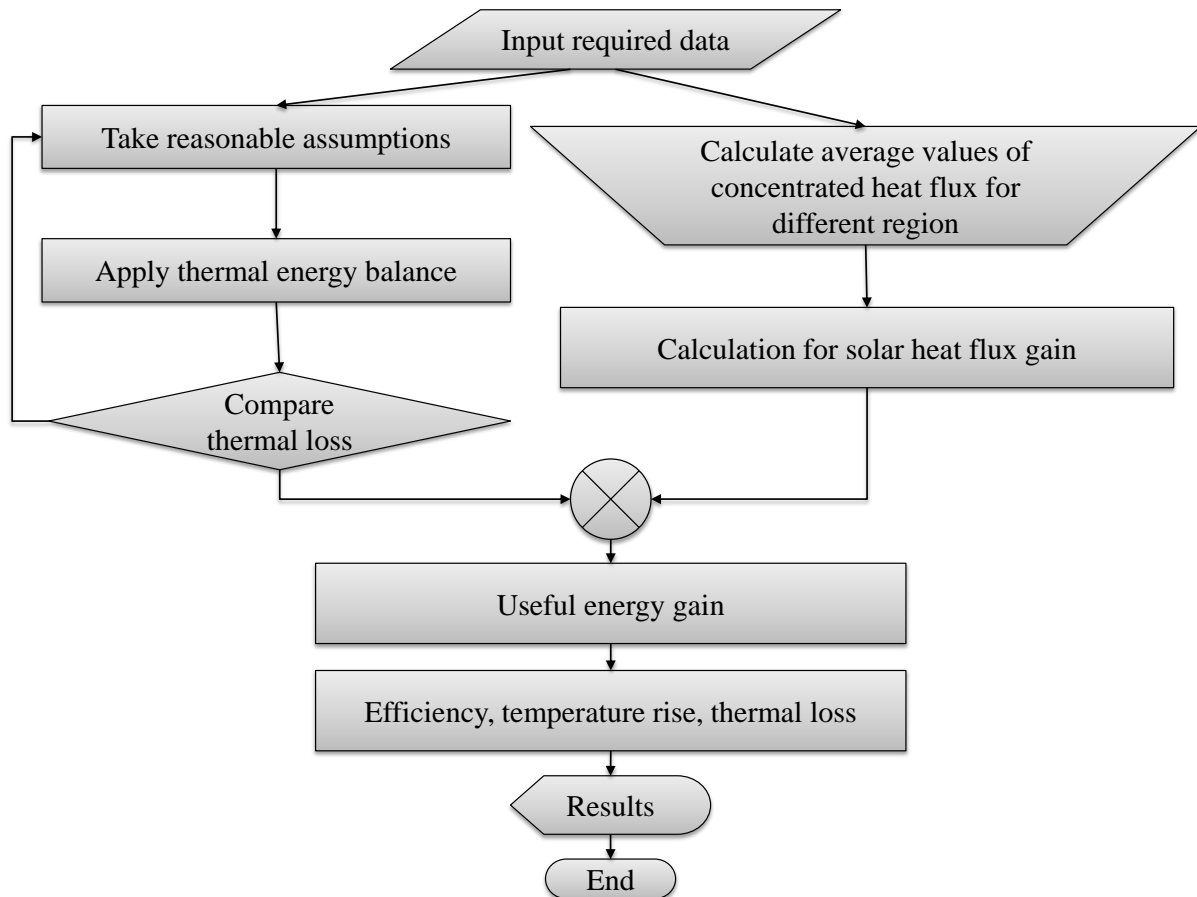 Input required data
Take reasonable assumptions
Calculate average values of
concentrated heat flux for
different region
Apply thermal energy balance
Calculation for solar heat flux gain
Compare
thermal loss
Useful energy gain
Efficiency, temperature rise, thermal loss
Results
End